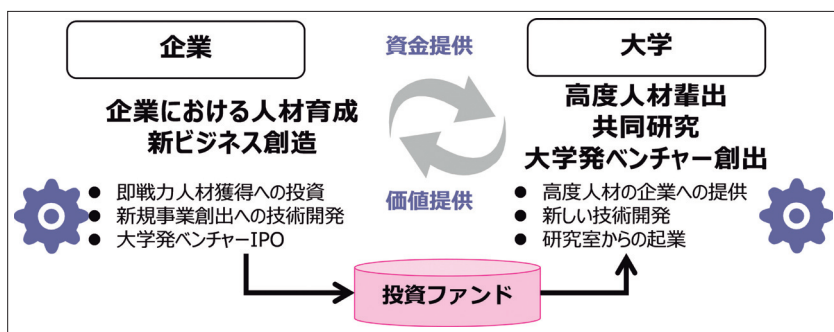 企業
資金提供
大学
企業における人材育成
新ビジネス創造
高度人材輩出
共同研究
大学発ベンチャー創出
● 即戦力人材獲得への投資
● 新規事業創出への技術開発
● 大学発ベンチャーIPO
価値提供
● 高度人材の企業への提供
● 新しい技術開発
● 研究室からの起業
投資ファンド